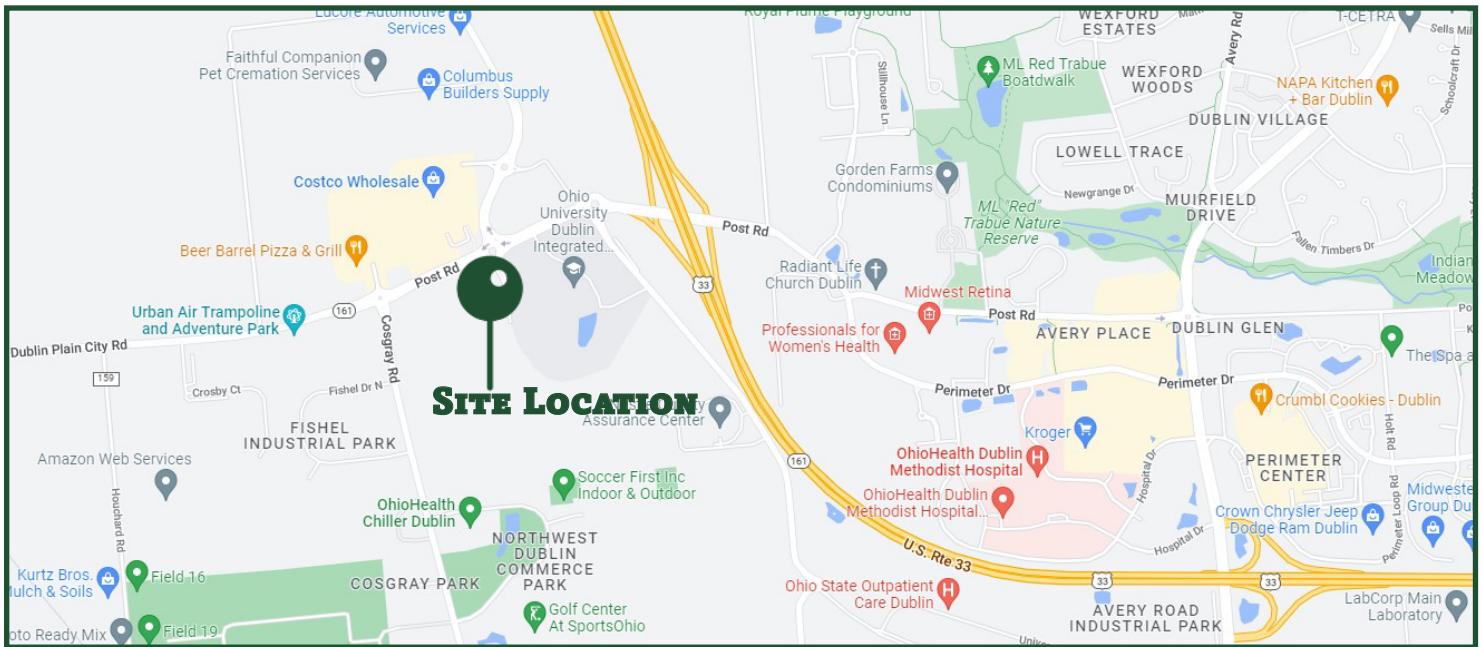 Lucore Automotive
Services
Royal Plume Playground
WEXFORD
ESTATES
Avery Rd
T-CETRA
Sells Mil
Faithful Companion
Pet Cremation Services
Columbus
Builders Supply
Stillhouse Ln
ML Red Trabue
Boatwalk
WEXFORD
WOODS
NAPA Kitchen
+ Bar Dublin
Schoolcraft Dr
DUBLIN VILLAGE
LOWELL TRACE
Costco Wholesale
Gorden Farms
Condominiums
Newgrange Dr
Ohio
University
Dublin
Integrated...
ML "Red"
Trabue Nature
Reserve
MUIRFIELD
DRIVE
Fallen Timbers Dr
Indian
Meadow
Beer Barrel Pizza & Grill
Post Rd
Post Rd
Radiant Life
Church Dublin
33
Midwest Retina
Urban Air Trampoline
and Adventure Park
161
Cosgray Rd
Professionals for
Women's Health
Post Rd
AVERY PLACE
DUBLIN GLEN
Po
The Spa a
Dublin Plain City Rd
159
Crosby Ct
Fishel Dr N
Perimeter Dr
Perimeter Dr
SITE LOCATION
Assurance Center
Crumbl Cookies - Dublin
Holt Rd
FISHEL
INDUSTRIAL PARK
Kroger
Amazon Web Services
161
OhioHealth Dublin
Methodist Hospital
Hospital Dr
PERIMETER
CENTER
Houchard Rd
Soccer First Inc
Indoor & Outdoor
OhioHealth
Chiller Dublin
OhioHealth Dublin
Methodist Hospital...
Crown Chrysler Jeep
Dodge Ram Dublin
Perimeter Loop Rd
Midweste
Group Du
NORTHWEST
DUBLIN
COMMERCE
PARK
U.S. Rte 33
Hospital Dr
Kurtz Bros.
Mulch & Soils
Field 16
COSGRAY PARK
33
33
Ohio State Outpatient
Care Dublin
Golf Center
At SportsOhio
AVERY ROAD
INDUSTRIAL PARK
LabCorp Main
Laboratory
oto Ready Mix
Field 19
Unive